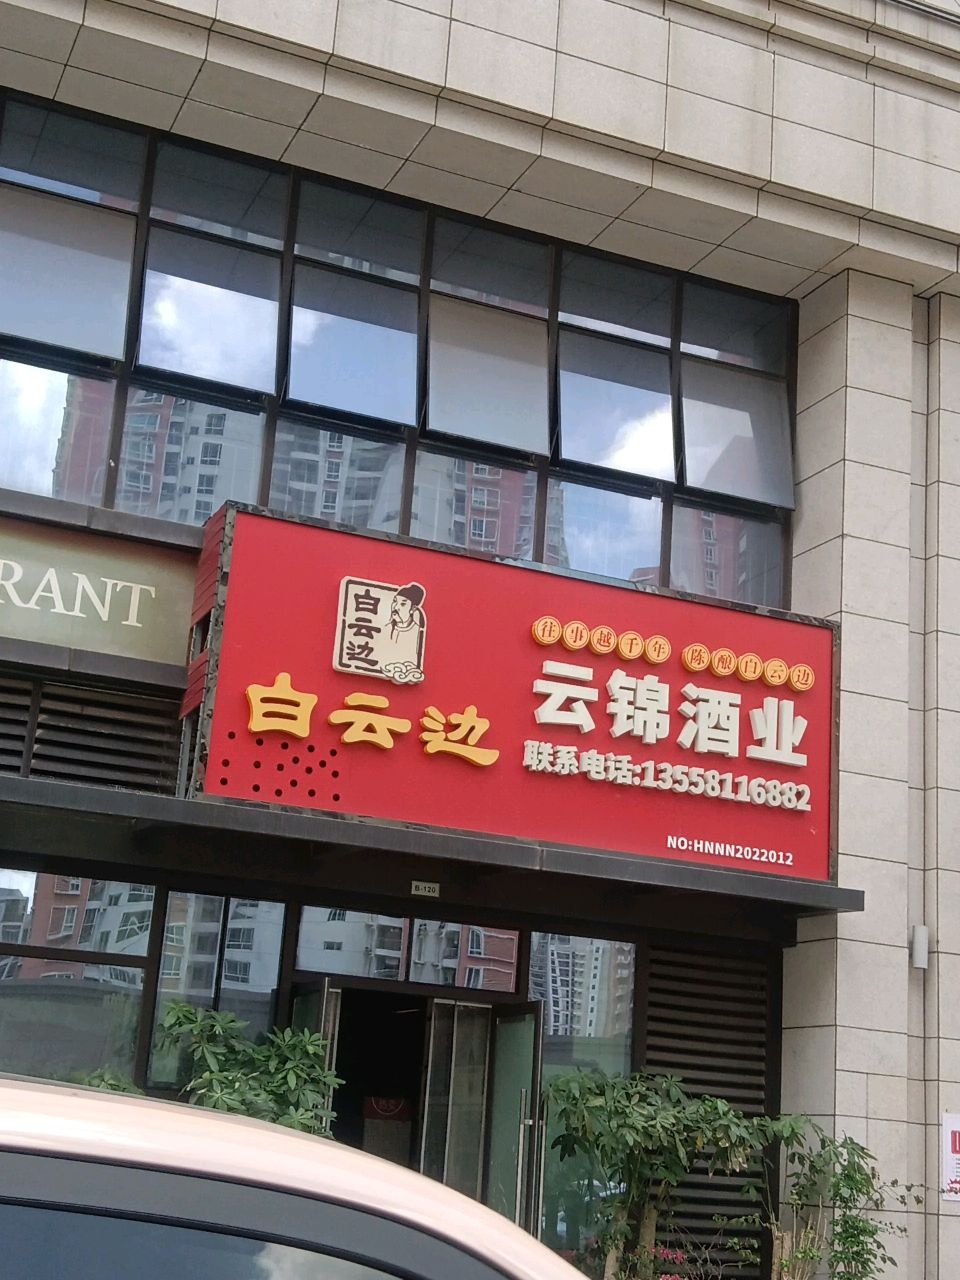 RANT
白云边
白云边
往事越千年 陈酿白云边
云锦酒业
联系电话:13558116882
NO:HNNN2022012
B-120